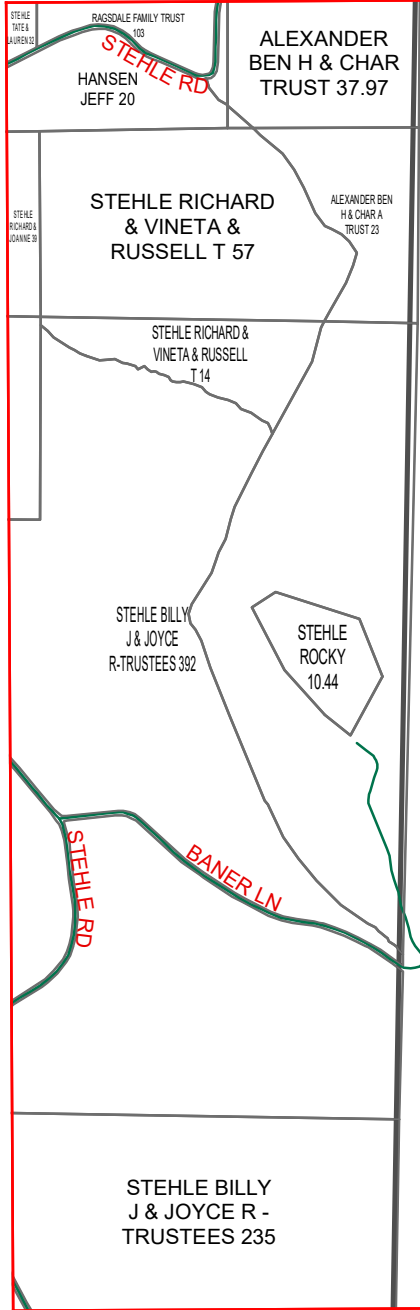 STEHLE
TATE &
LAUREN 32
RAGSDALE FAMILY TRUST
103
STEHLE RD
HANSEN
JEFF 20
ALEXANDER
BEN H & CHAR
TRUST 37.97
STEHLE
RICHARD &
JOANNE 39
STEHLE RICHARD
& VINETA &
RUSSELL T 57
ALEXANDER BEN
H & CHAR A
TRUST 23
STEHLE RICHARD &
VINETA & RUSSELL
T 14
STEHLE BILLY
J & JOYCE
R-TRUSTEES 392
STEHLE
ROCKY
10.44
STEHLE RD
BANER LN
STEHLE BILLY
J & JOYCE R -
TRUSTEES 235